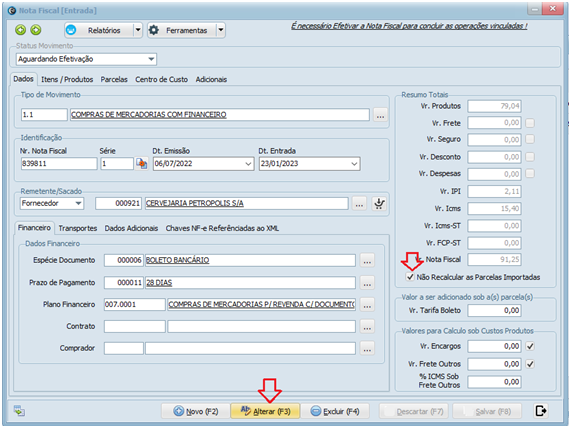 Nota Fiscal [Entrada]
Relatórios
Ferramentas
É necessário Efetivar a Nota Fiscal para concluir as operações vinculadas !
Status Movimento
Aguardando Efetivação
Dados Itens / Produtos Parcelas Centro de Custo Adicionais
Tipo de Movimento
1.1 COMPRAS DE MERCADORIAS COM FINANCEIRO ...
Identificação
Nr. Nota Fiscal Série Dt. Emissão Dt. Entrada
839811 1 06/07/2022 23/01/2023
Remetente/Sacado
Fornecedor 000921 CERVEJARIA PETROPOLIS S/A ...
Financeiro Transportes Dados Adicionais Chaves NF-e Referênciadas ao XML
Dados Financeiro
Espécie Documento 000006 BOLETO BANCÁRIO ...
Prazo de Pagamento 000011 28 DIAS ...
Plano Financeiro 007.0001 COMPRAS DE MERCADORIAS P/ REVENDA C/ DOCUMENTO ...
Contrato ...
Comprador ...
Resumo Totais
Vr. Produtos 79,04
Vr. Frete 0,00
Vr. Seguro 0,00
Vr. Desconto 0,00
Vr. Despesas 0,00
Vr. IPI 2,11
Vr. Icms 15,40
Vr. Icms-ST 0,00
Vr. FCP-ST 0,00
Vr. Nota Fiscal 91,25
Não Recalcular as Parcelas Importadas
Valor a ser adicionado sob a(s) parcela(s)
Vr. Tarifa Boleto 0,00
Valores para Calculo sob Custos Produtos
Vr. Encargos 0,00
Vr. Frete Outros 0,00
% ICMS Sob
Frete Outros 0,00
Novo (F2) Alterar (F3) Excluir (F4) Descartar (F7) Salvar (F8)